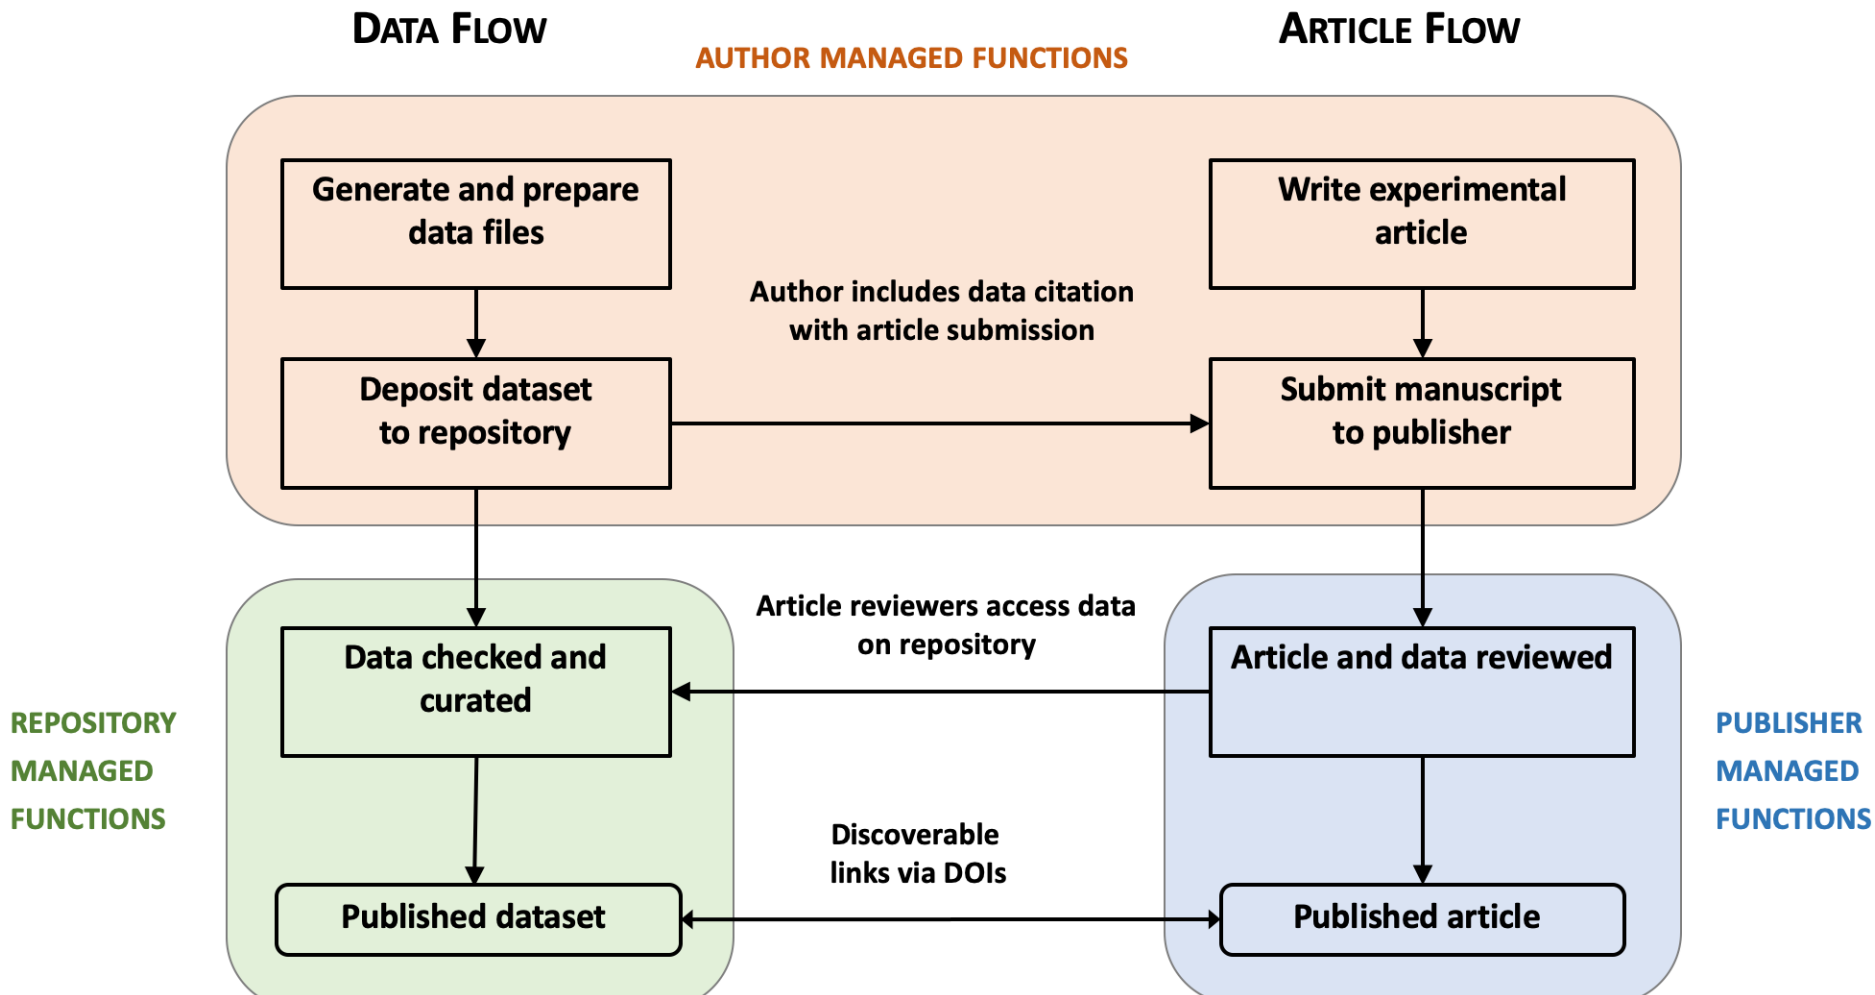 DATA FLOW
ARTICLE FLOW
AUTHOR MANAGED FUNCTIONS
Generate and prepare
data files
Write experimental
article
Author includes data citation
with article submission
Deposit dataset
to repository
Submit manuscript
to publisher
Article reviewers access data
on repository
Data checked and
curated
Article and data reviewed
REPOSITORY
MANAGED
FUNCTIONS
PUBLISHER
MANAGED
FUNCTIONS
Discoverable
links via DOIs
Published dataset
Published article